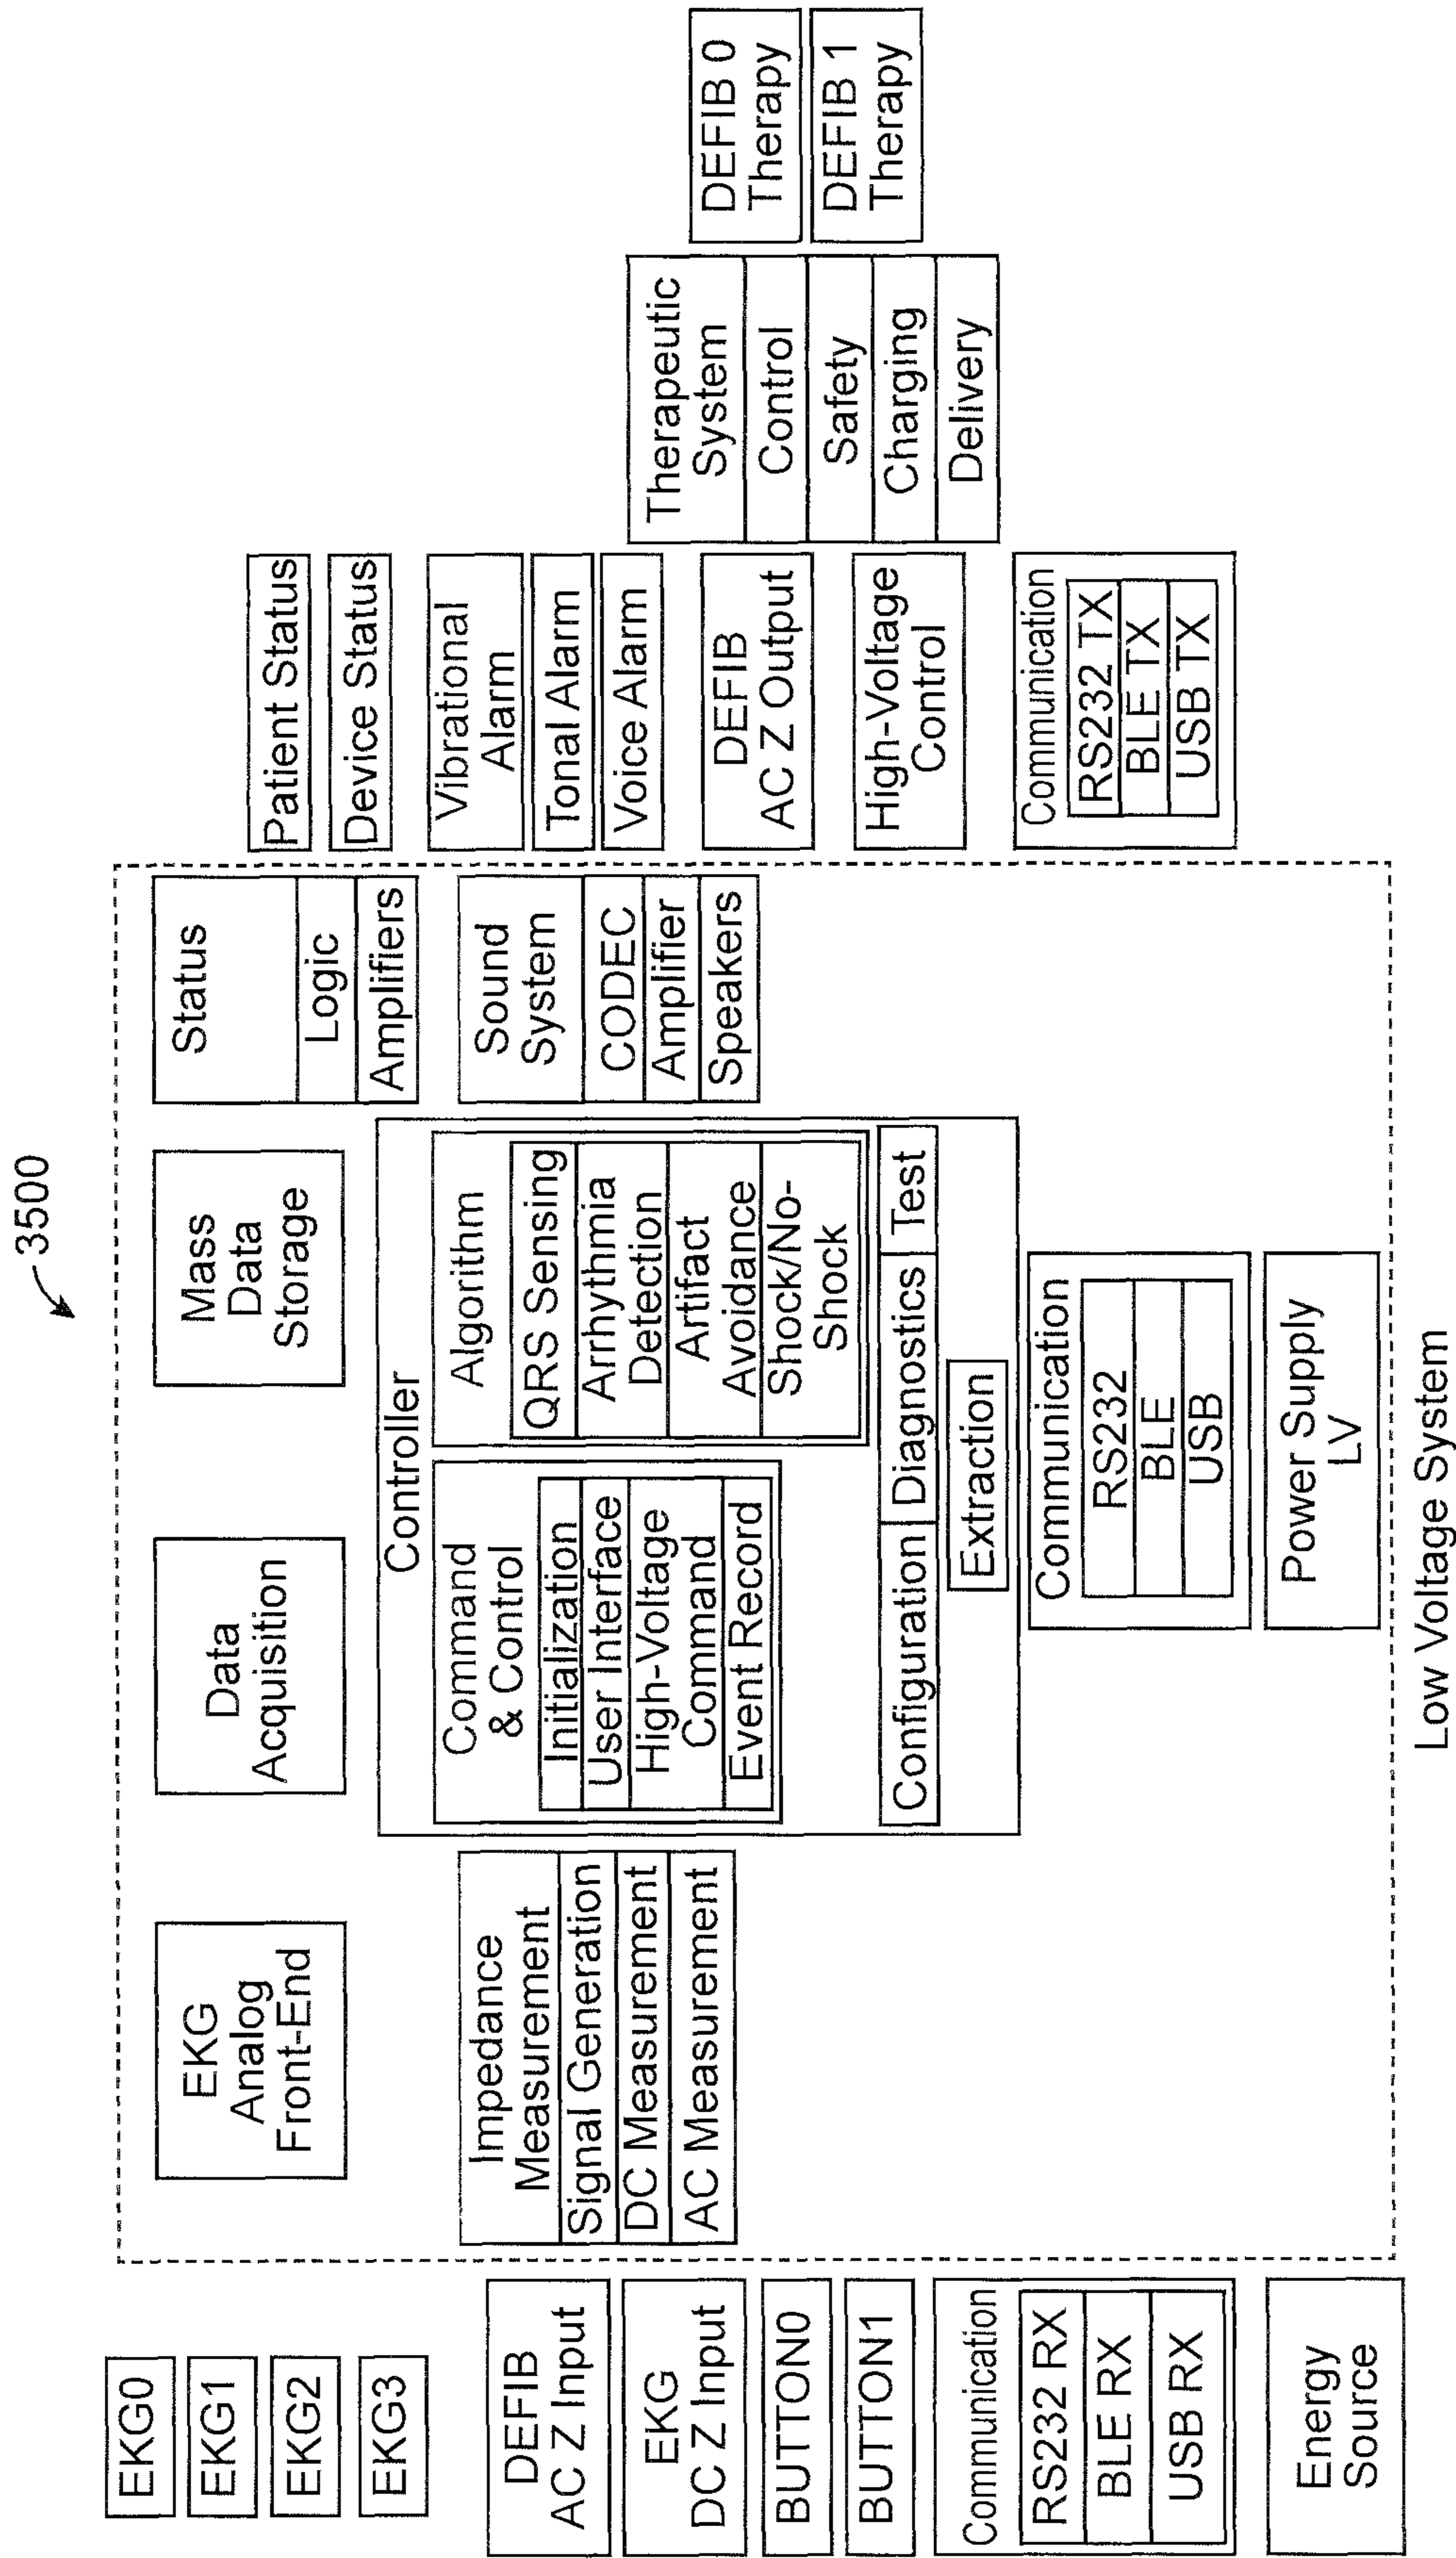 3500
EKG0
EKG1
EKG2
EKG3
DEFIB
AC Z Input
EKG
DC Z Input
BUTTON0
BUTTON1
Communication
RS232 RX
BLE RX
USB RX
Energy
Source
EKG
Analog
Front-End
Data
Acquisition
Mass
Data
Storage
Status
Logic
Amplifiers
Impedance
Measurement
Signal Generation
DC Measurement
AC Measurement
Controller
Command
& Control
Initialization
User Interface
High-Voltage
Command
Event Record
Algorithm
QRS Sensing
Arrhythmia
Detection
Artifact
Avoidance
Shock/No-
Shock
Configuration
Diagnostics
Test
Extraction
Sound
System
CODEC
Amplifier
Speakers
Communication
RS232
BLE
USB
Power Supply
LV
Low Voltage System
Patient Status
Device Status
Vibrational
Alarm
Tonal Alarm
Voice Alarm
DEFIB
AC Z Output
High-Voltage
Control
Communication
RS232 TX
BLE TX
USB TX
Therapeutic
System
Control
Safety
Charging
Delivery
DEFIB 0
Therapy
DEFIB 1
Therapy